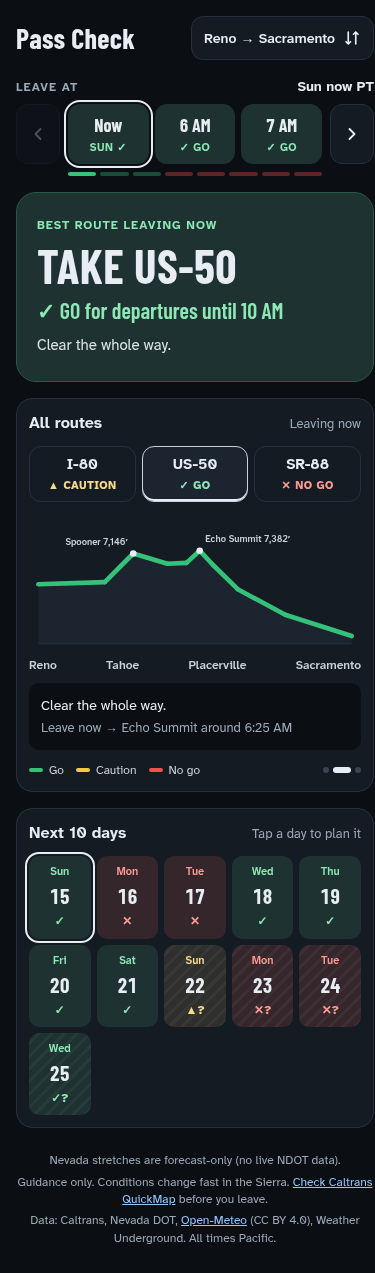 Pass Check
Reno → Sacramento
LEAVE AT
Sun now PT
Now
SUN ✓
6 AM
✓ GO
7 AM
✓ GO
BEST ROUTE LEAVING NOW
TAKE US-50
✓ GO for departures until 10 AM
Clear the whole way.
All routes
Leaving now
I-80
▲ CAUTION
US-50
✓ GO
SR-88
✕ NO GO
Spooner 7,146′
Echo Summit 7,382′
Reno
Tahoe
Placerville
Sacramento
Clear the whole way.
Leave now → Echo Summit around 6:25 AM
Go
Caution
No go
Next 10 days
Tap a day to plan it
Sun
15
✓
Mon
16
✕
Tue
17
✕
Wed
18
✓
Thu
19
✓
Fri
20
✓
Sat
21
✓
Sun
22
▲?
Mon
23
✕?
Tue
24
✕?
Wed
25
✓?
Nevada stretches are forecast-only (no live NDOT data).
Guidance only. Conditions change fast in the Sierra. Check Caltrans
QuickMap before you leave.
Data: Caltrans, Nevada DOT, Open-Meteo (CC BY 4.0), Weather
Underground. All times Pacific.